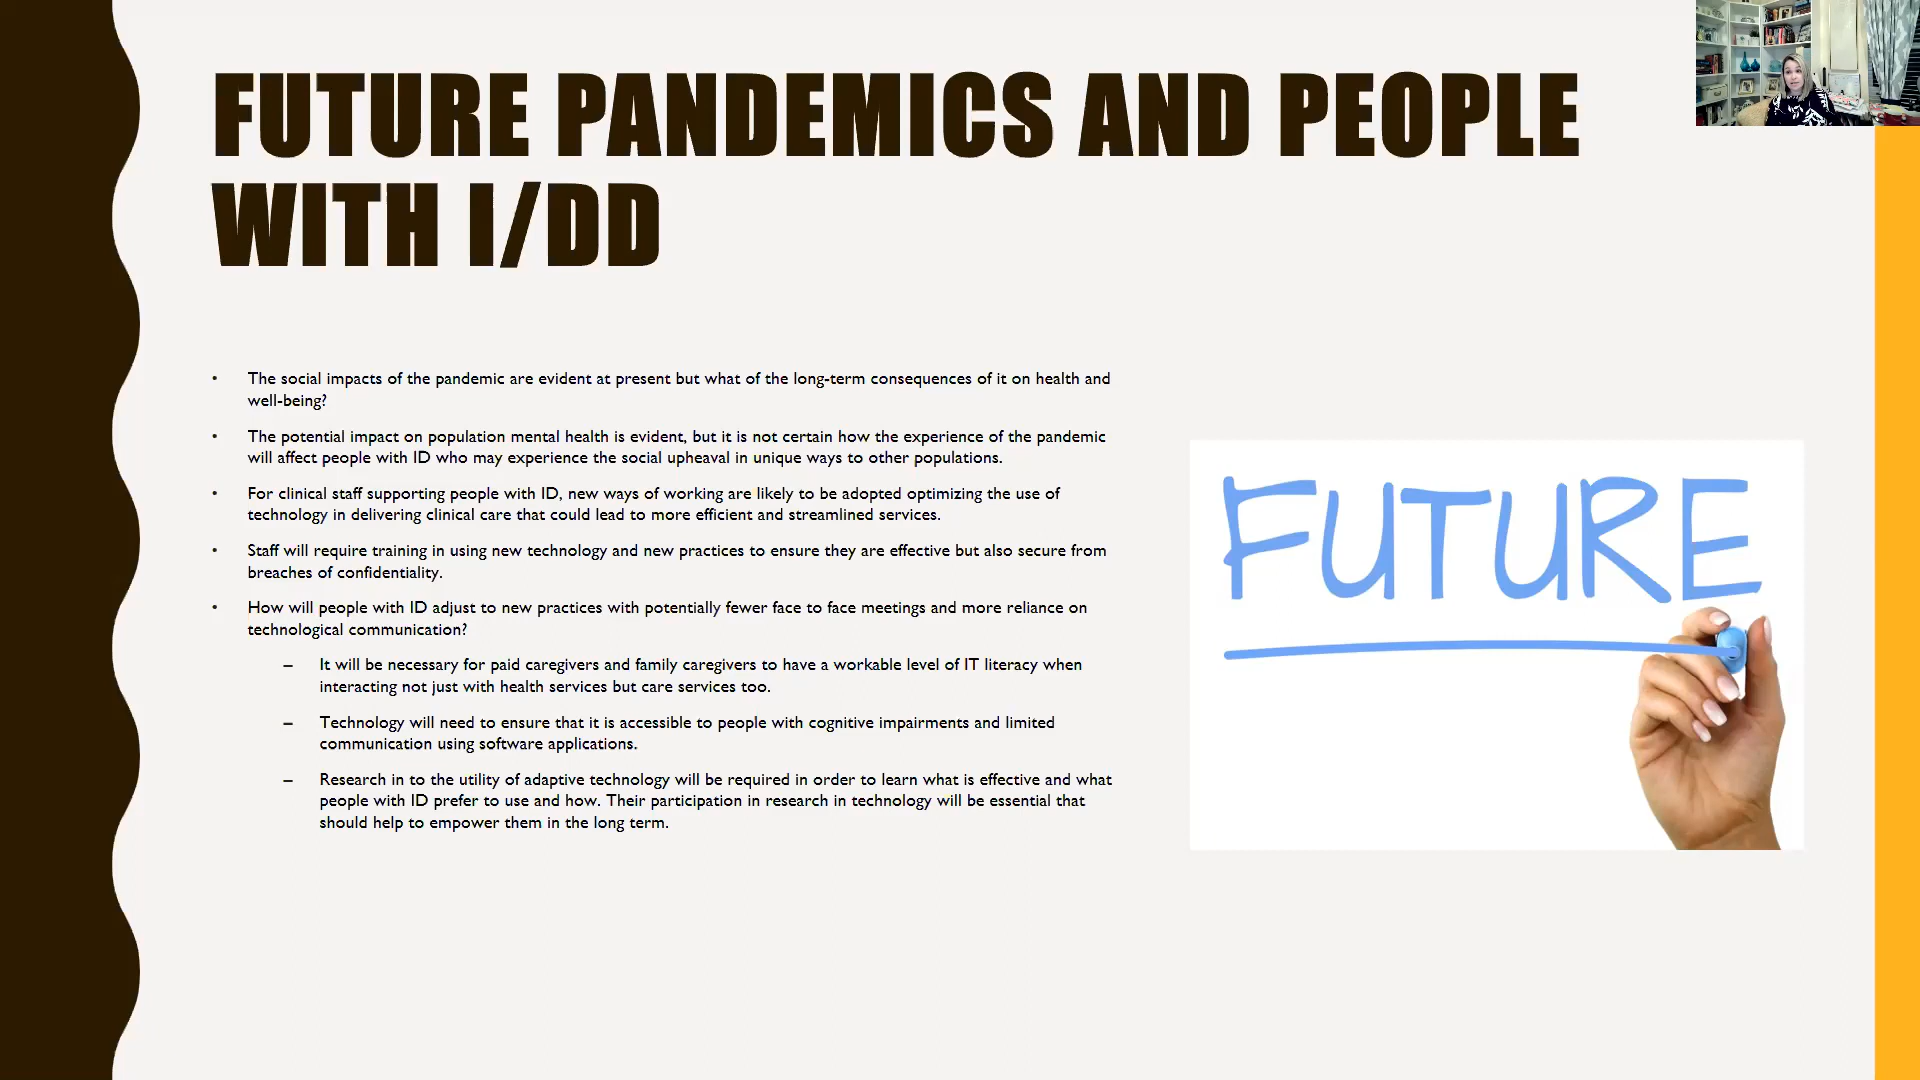 FUTURE PANDEMICS AND PEOPLE
WITH I/DD
• The social impacts of the pandemic are evident at present but what of the long-term consequences of it on health and
well-being?
• The potential impact on population mental health is evident, but it is not certain how the experience of the pandemic
will affect people with ID who may experience the social upheaval in unique ways to other populations.
• For clinical staff supporting people with ID, new ways of working are likely to be adopted optimizing the use of
technology in delivering clinical care that could lead to more efficient and streamlined services.
• Staff will require training in using new technology and new practices to ensure they are effective but also secure from
breaches of confidentiality.
• How will people with ID adjust to new practices with potentially fewer face to face meetings and more reliance on
technological communication?
– It will be necessary for paid caregivers and family caregivers to have a workable level of IT literacy when
interacting not just with health services but care services too.
– Technology will need to ensure that it is accessible to people with cognitive impairments and limited
communication using software applications.
– Research in to the utility of adaptive technology will be required in order to learn what is effective and what
people with ID prefer to use and how. Their participation in research in technology will be essential that
should help to empower them in the long term.
FUTURE